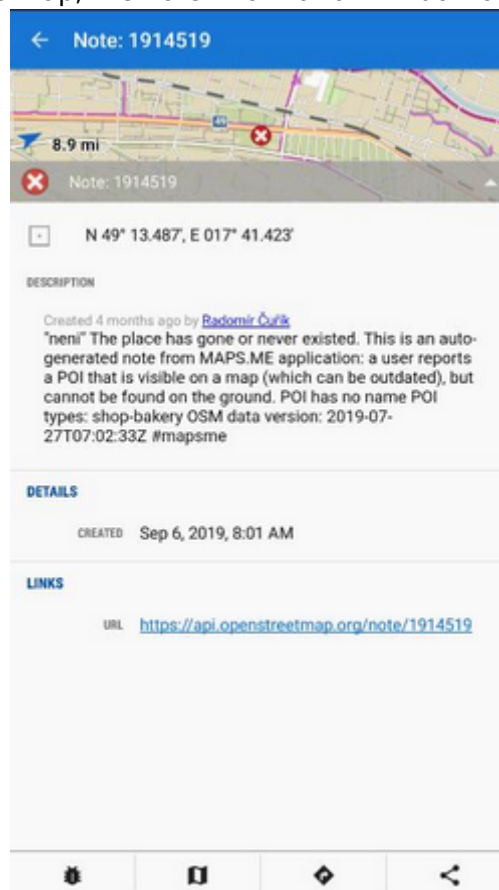 Note: 1914519
49
8.9 mi
Note: 1914519
N 49° 13.487', E 017° 41.423'
DESCRIPTION
Created 4 months ago by Radomír Čuřík
"neni" The place has gone or never existed. This is an auto-
generated note from MAPS.ME application: a user reports
a POI that is visible on a map (which can be outdated), but
cannot be found on the ground. POI has no name POI
types: shop-bakery OSM data version: 2019-07-
27T07:02:33Z #mapsme
DETAILS
CREATED Sep 6, 2019, 8:01 AM
LINKS
URL https://api.openstreetmap.org/note/1914519